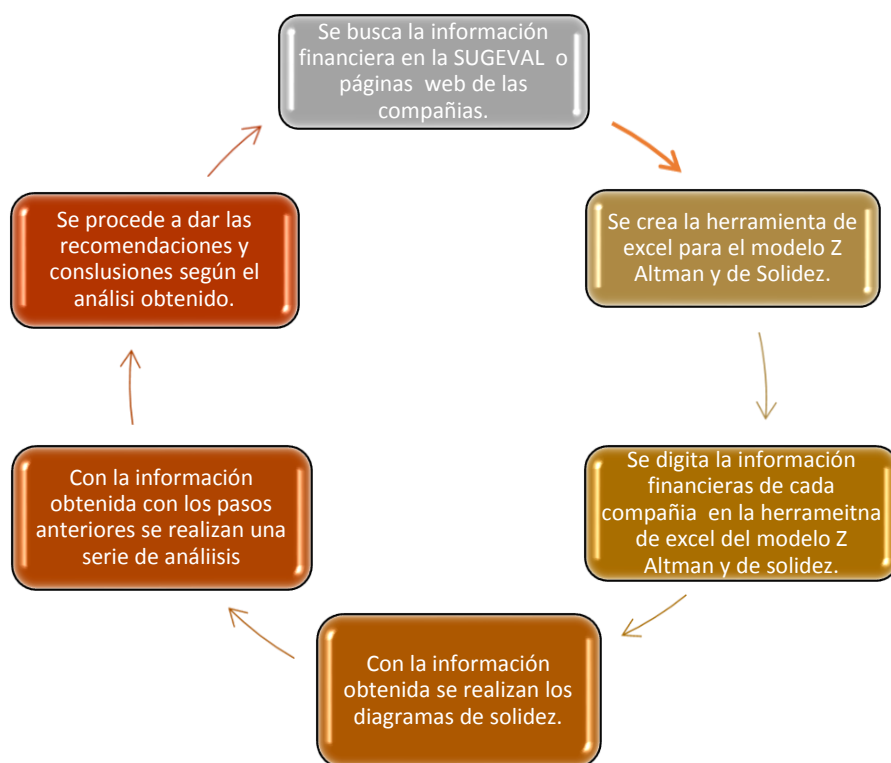 Se busca la información
financiera en la SUGEVAL o
páginas web de las
compañias.
Se crea la herramienta de
excel para el modelo Z
Altman y de Solidez.
Se digita la información
financieras de cada
compañia en la herrameitna
de excel del modelo Z
Altman y de solidez.
Con la información
obtenida se realizan los
diagramas de solidez.
Con la información
obtenida con los pasos
anteriores se realizan una
serie de análiisis
Se procede a dar las
recomendaciones y
conslusiones según el
análisi obtenido.